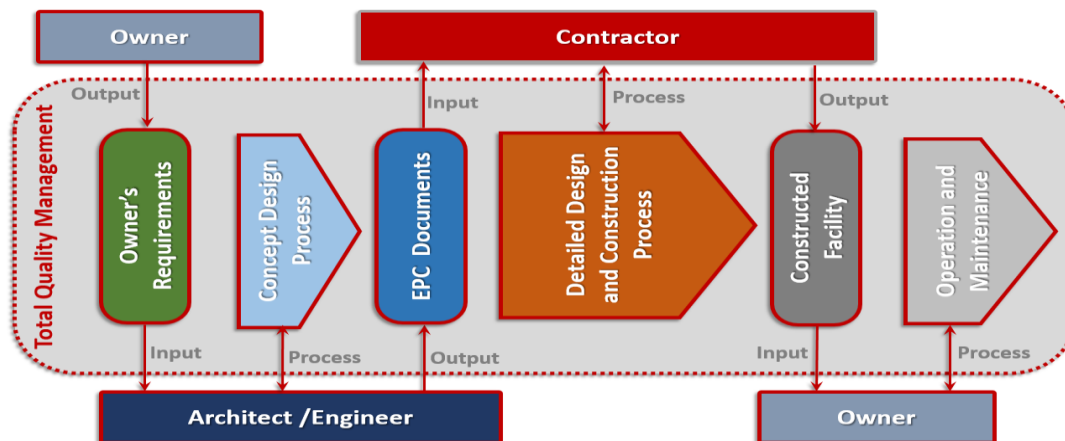 Owner
Contractor
Output
Input
Process
Output
Total Quality Management
Owner's
Requirements
Concept Design
Process
EPC Documents
Detailed Design
and Construction
Process
Constructed
Facility
Operation and
Maintenance
Input
Process
Output
Input
Process
Architect /Engineer
Owner